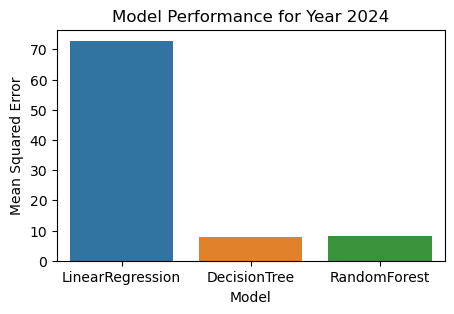 Model Performance for Year 2024
Mean Squared Error
70
60
50
40
30
20
10
0
LinearRegression DecisionTree RandomForest
Model